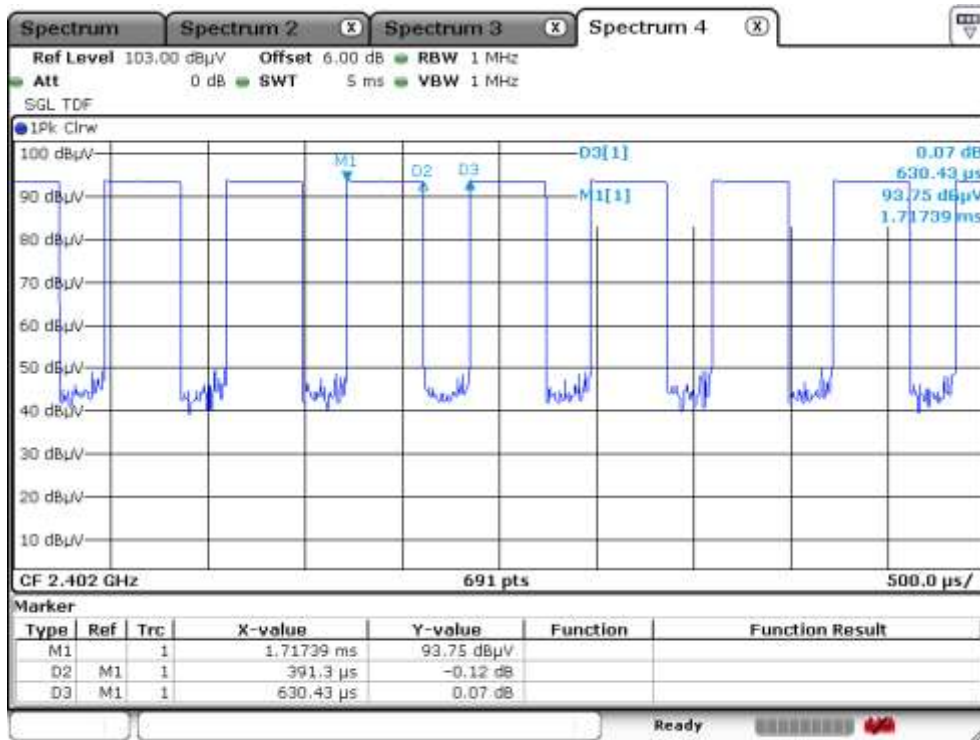 Spectrum Spectrum 2 X Spectrum 3 X Spectrum 4 X
Ref Level 103.00 dBµV Offset 6.00 dB RBW 1 MHz
Att 0 dB SWT 5 ms VBW 1 MHz
SGL TDF
1Pk Clrw
100 dBµV D3[1] 0.07 dB
M1 D2 D3 630.43 µs
90 dBµV M1[1] 93.75 dBµV
1.71739 ms
80 dBµV
70 dBµV
60 dBµV
50 dBµV
40 dBµV
30 dBµV
20 dBµV
10 dBµV
CF 2.402 GHz 691 pts 500.0 µs/
Marker
Type Ref Trc X-value Y-value Function Function Result
M1 1 1.71739 ms 93.75 dBµV
D2 M1 1 391.3 µs -0.12 dB
D3 M1 1 630.43 µs 0.07 dB
Ready